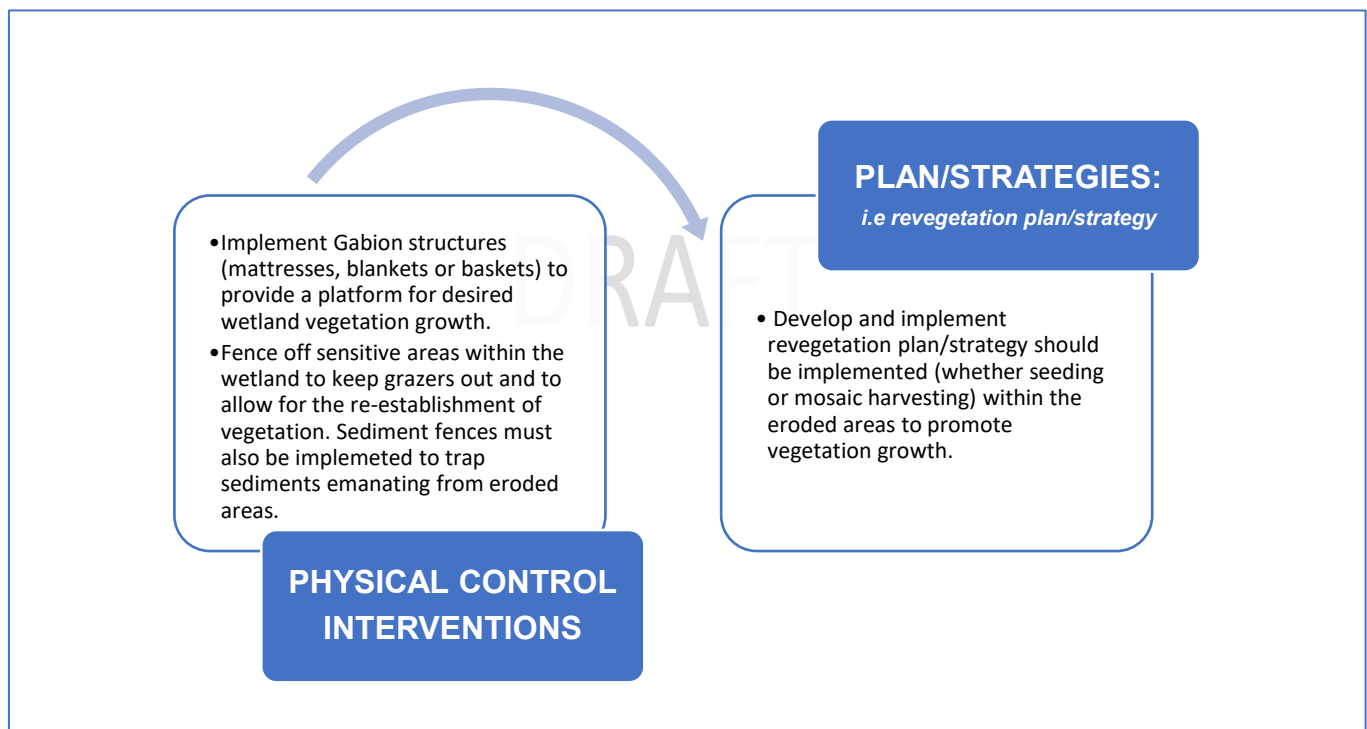 •Implement Gabion structures
(mattresses, blankets or baskets) to
provide a platform for desired
wetland vegetation growth.
•Fence off sensitive areas within the
wetland to keep grazers out and to
allow for the re-establishment of
vegetation. Sediment fences must
also be implemeted to trap
sediments emanating from eroded
areas.
PHYSICAL CONTROL
INTERVENTIONS
DRAFT
PLAN/STRATEGIES:
i.e revegetation plan/strategy
• Develop and implement
revegetation plan/strategy should
be implemented (whether seeding
or mosaic harvesting) within the
eroded areas to promote
vegetation growth.